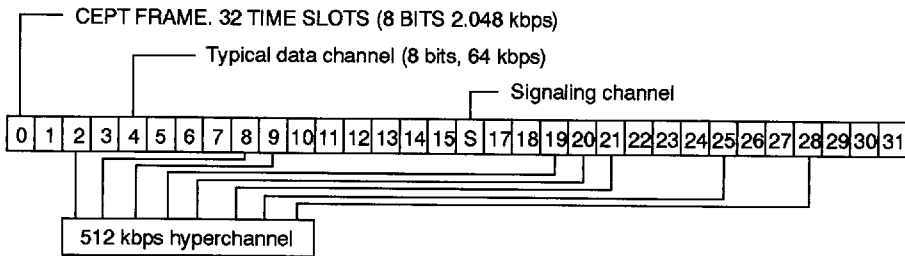 CEPT FRAME. 32 TIME SLOTS (8 BITS 2.048 kbps)
Typical data channel (8 bits, 64 kbps)
Signaling channel
0 1 2 3 4 5 6 7 8 9 10 11 12 13 14 15 S 17 18 19 20 21 22 23 24 25 26 27 28 29 30 31
512 kbps hyperchannel